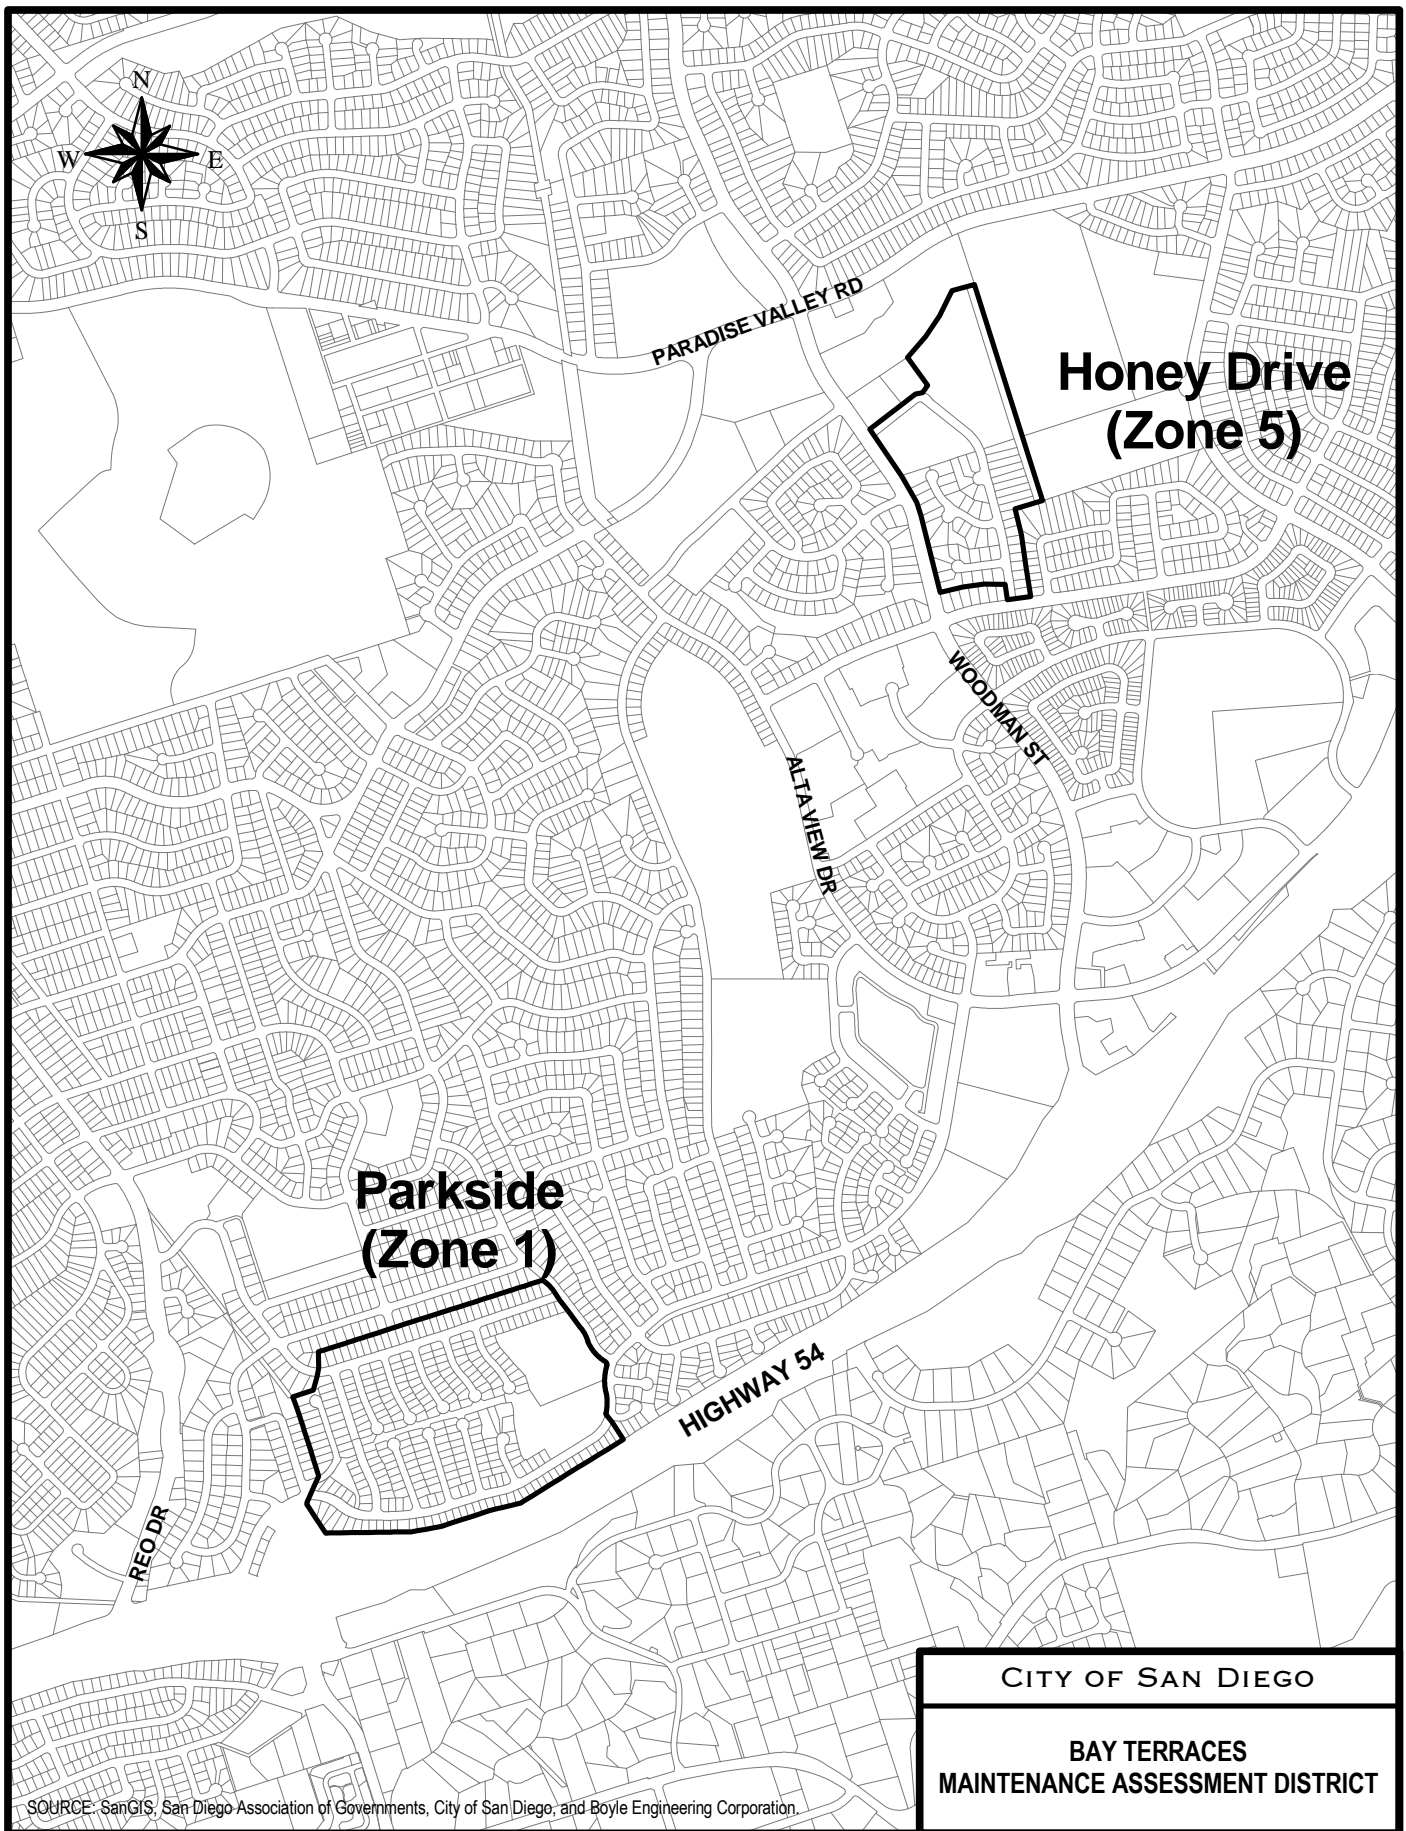 N
W
E
S
PARADISE VALLEY RD
Honey Drive
(Zone 5)
WOODMAN ST
ALTA VIEW DR
Parkside
(Zone 1)
HIGHWAY 54
REO DR
CITY OF SAN DIEGO
BAY TERRACES
MAINTENANCE ASSESSMENT DISTRICT
SOURCE: SanGIS, San Diego Association of Governments, City of San Diego, and Boyle Engineering Corporation.